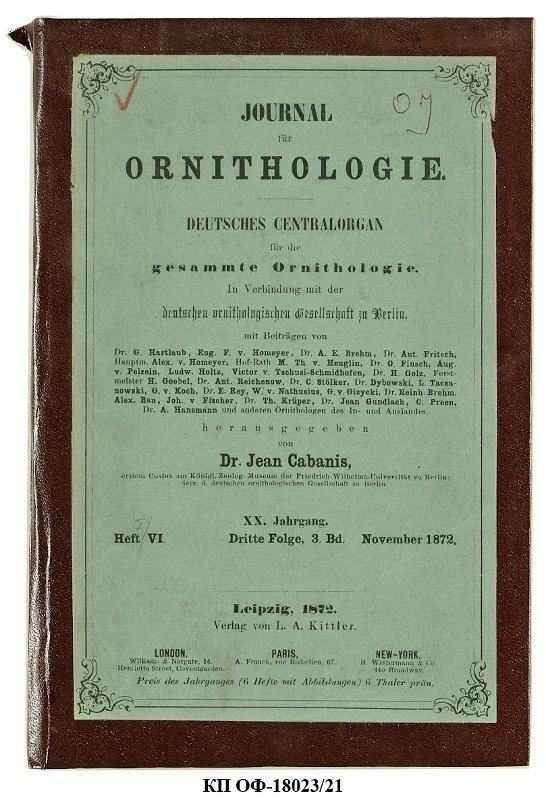 OJ
JOURNAL
für
ORNITHOLOGIE.
DEUTSCHES CENTRALORGAN
für die
gesammte Ornithologie.
In Verbindung mit der
deutschen ornithologischen Gesellschaft zu Berlin,
mit Beiträgen von
Dr. G. Hartlaub, Eug. F. v. Homeyer, Dr. A. E. Brehm, Dr. Ant. Fritsch,
Hauptm. Alex. v. Homeyer, Hof-Rath M. Th. v. Heuglin, Dr. O. Finsch, Aug.
v. Pelzeln, Ludw. Holtz, Victor v. Tschusi-Schmidhofen, Dr. H. Golz, Forst-
meister H. Goebel, Dr. Ant. Reichenow, Dr. C. Stölker, Dr. Dybowski, L. Tacza-
nowski, G. v. Koch, Dr. E. Rey, W. v. Nathusius, G. v. Gizycki, Dr. Reinh. Brehm,
Alex. Bau, Joh. v. Fischer, Dr. Th. Krüper, Dr. Jean Gundlach, C. Preen,
Dr. A. Hansmann und anderen Ornithologen des In- und Auslandes.
herausgegeben
von
Dr. Jean Cabanis,
erstem Custos am Königl. Zoolog. Museum der Friedrich-Wilhelms-Universität zu Berlin;
Secr. d. deutschen ornithologischen Gesellschaft zu Berlin.
XX. Jahrgang.
Heft VI. Dritte Folge, 3. Bd. November 1872.
Leipzig, 1872.
Verlag von L. A. Kittler.
LONDON, PARIS, NEW-YORK,
Williams & Norgate, 14. A. Franck, rue Richelieu, 67. B. Westermann & Co.
Henrietta Street, Coventgarden. 440 Broadway.
Preis des Jahrganges (6 Hefte mit Abbildungen) 6 Thaler prän.
КП ОФ-18023/21